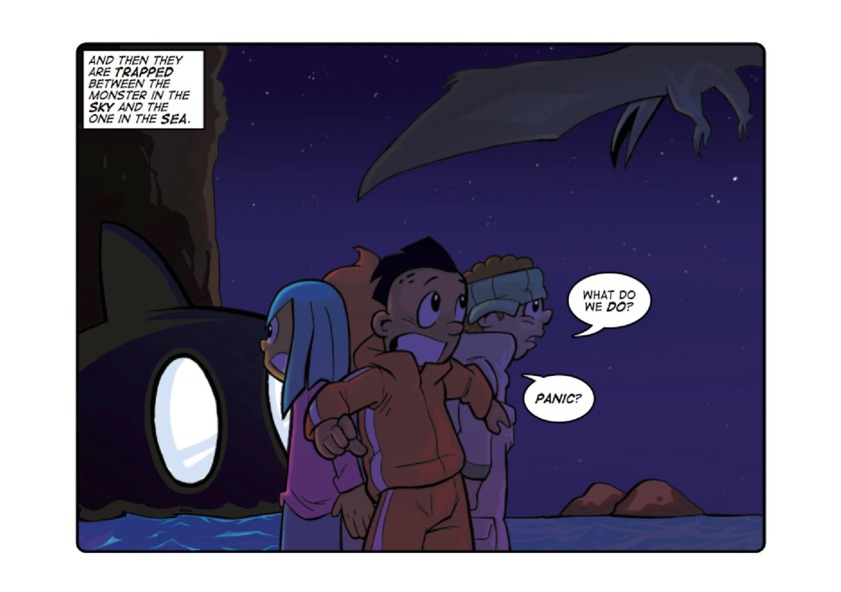 AND THEN THEY
ARE TRAPPED
BETWEEN THE
MONSTER IN THE
SKY AND THE
ONE IN THE SEA.
WHAT DO
WE DO?
PANIC?